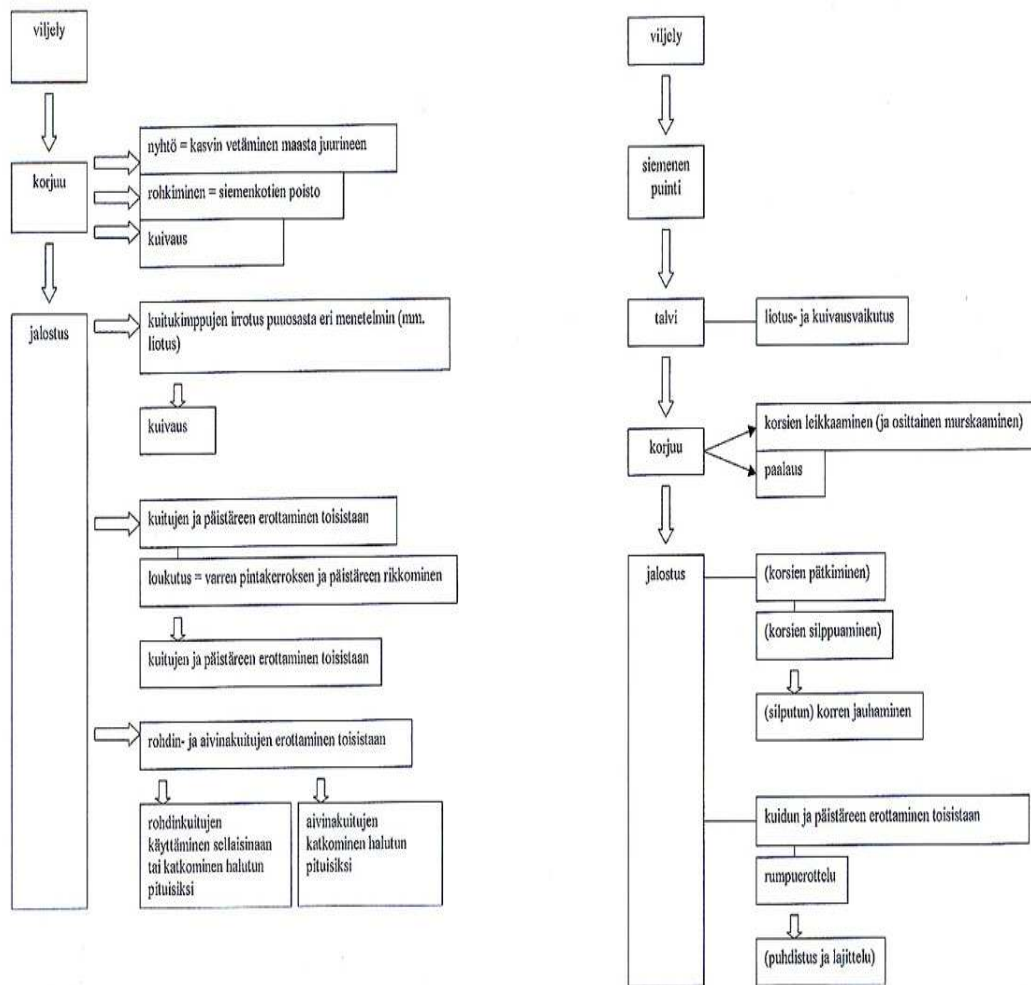 viljely
korjuu
nyhtö = kasvin vetäminen maasta juurineen
rohkiminen = siemenkotien poisto
kuivaus
jalostus
kuitukimppujen irrotus puuosasta eri menetelmin (mm.
liotus)
kuivaus
kuitujen ja päistäreen erottaminen toisistaan
loukutus = varren pintakerroksen ja päistäreen rikkominen
kuitujen ja päistäreen erottaminen toisistaan
rohdin- ja aivinakuitujen erottaminen toisistaan
rohdinkuitujen
käyttäminen sellaisinaan
tai katkominen halutun
pituisiksi
aivinakuitujen
katkominen halutun
pituisiksi
viljely
siemenen
puinti
talvi
liotus- ja kuivausvaikutus
korjuu
korsien leikkaaminen (ja osittainen murskaaminen)
paalaus
jalostus
(korsien pätkiminen)
(korsien silppuaminen)
(silputun) korren jauhaminen
kuidun ja päistäreen erottaminen toisistaan
rumpuerottelu
(puhdistus ja lajittelu)